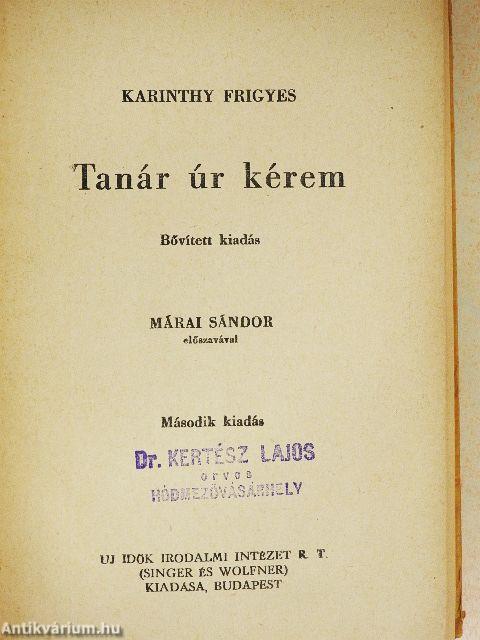 KARINTHY FRIGYES
Tanár úr kérem
Bővített kiadás
MÁRAI SÁNDOR
előszavával
Második kiadás
Dr. KERTÉSZ LAJOS
orvos
HÓDMEZŐVÁSÁRHELY
UJ IDŐK IRODALMI INTÉZET R. T.
(SINGER ÉS WOLFNER)
KIADÁSA, BUDAPEST
Antikvárium.hu